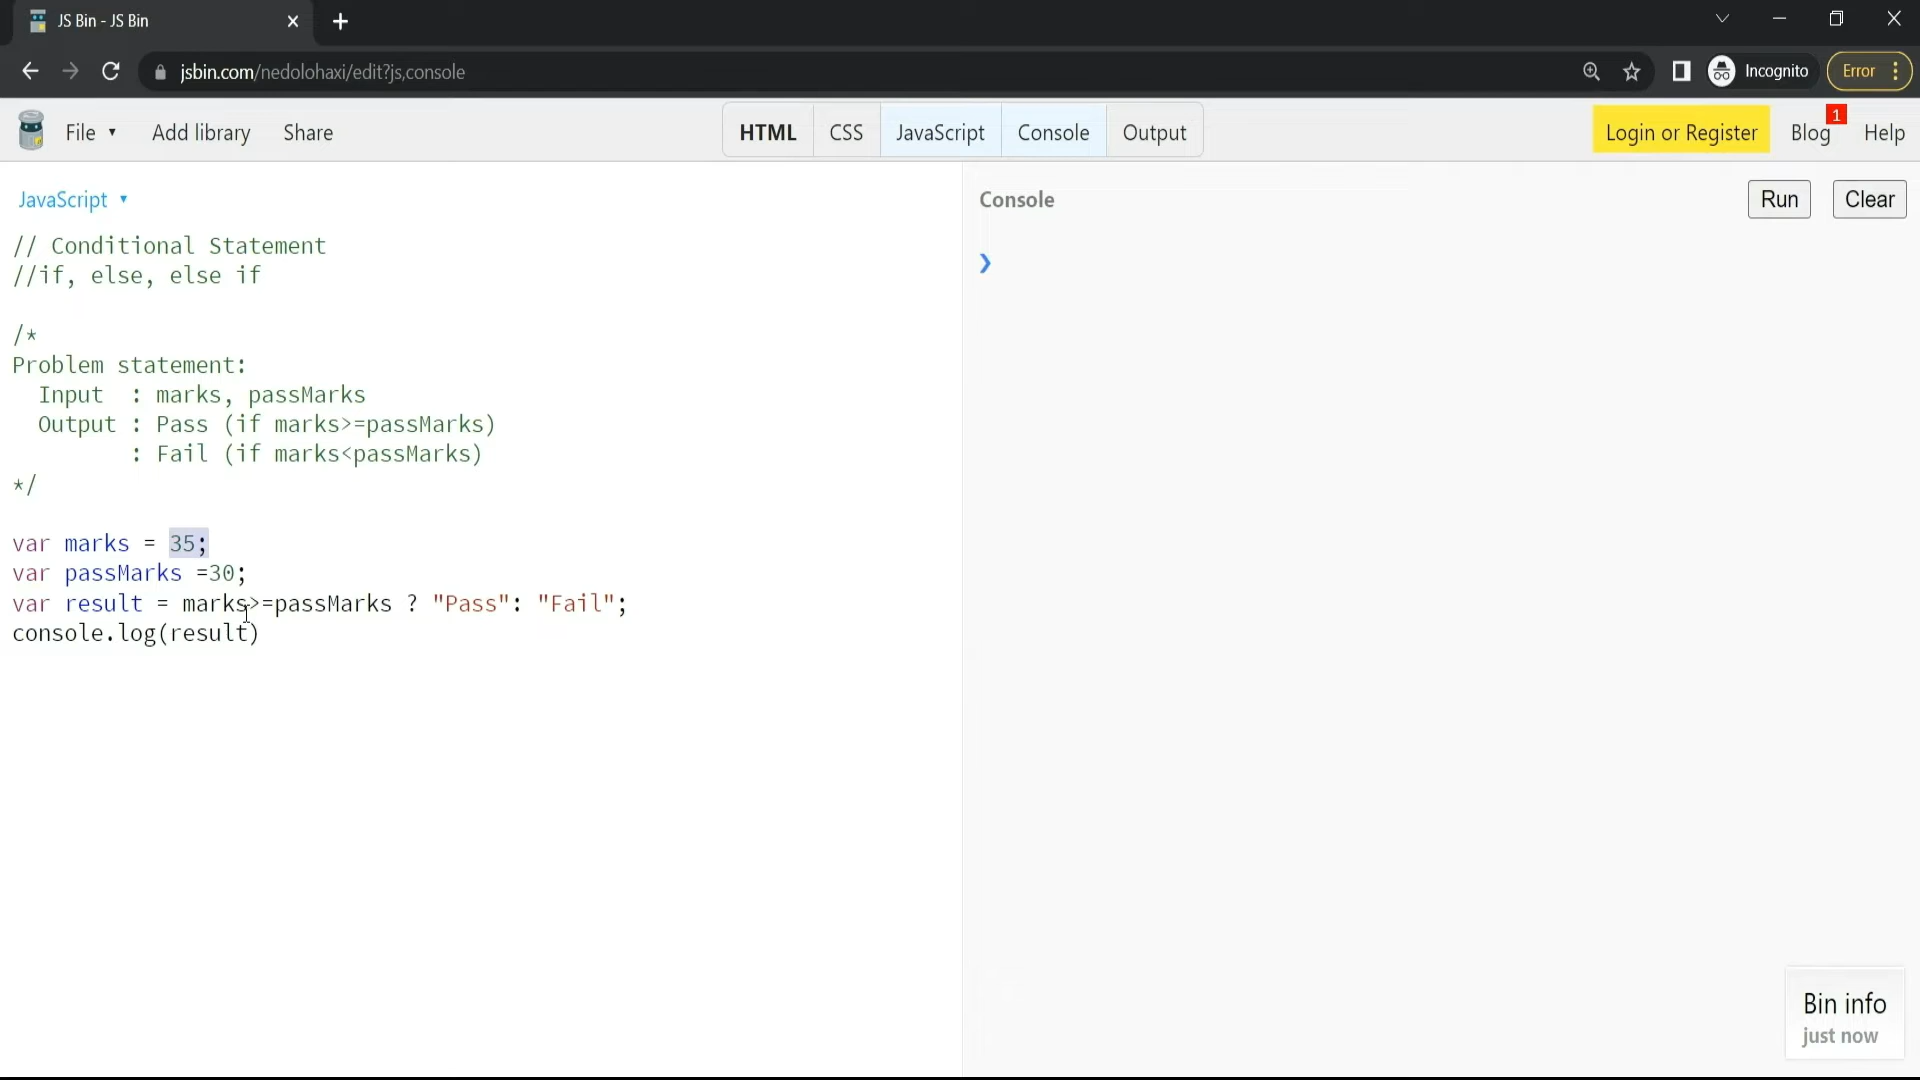 JS Bin - JS Bin
jsbin.com/nedolohaxi/edit?js,console
Incognito
Error
File
Add library
Share
HTML
CSS
JavaScript
Console
Output
Login or Register
Blog
1
Help
JavaScript
// Conditional Statement
//if, else, else if
/*
Problem statement:
Input : marks, passMarks
Output : Pass (if marks>=passMarks)
: Fail (if marks<passMarks)
*/
var marks = 35;
var passMarks =30;
var result = marks>=passMarks ? "Pass": "Fail";
console.log(result)
Console
Run
Clear
Bin info
just now